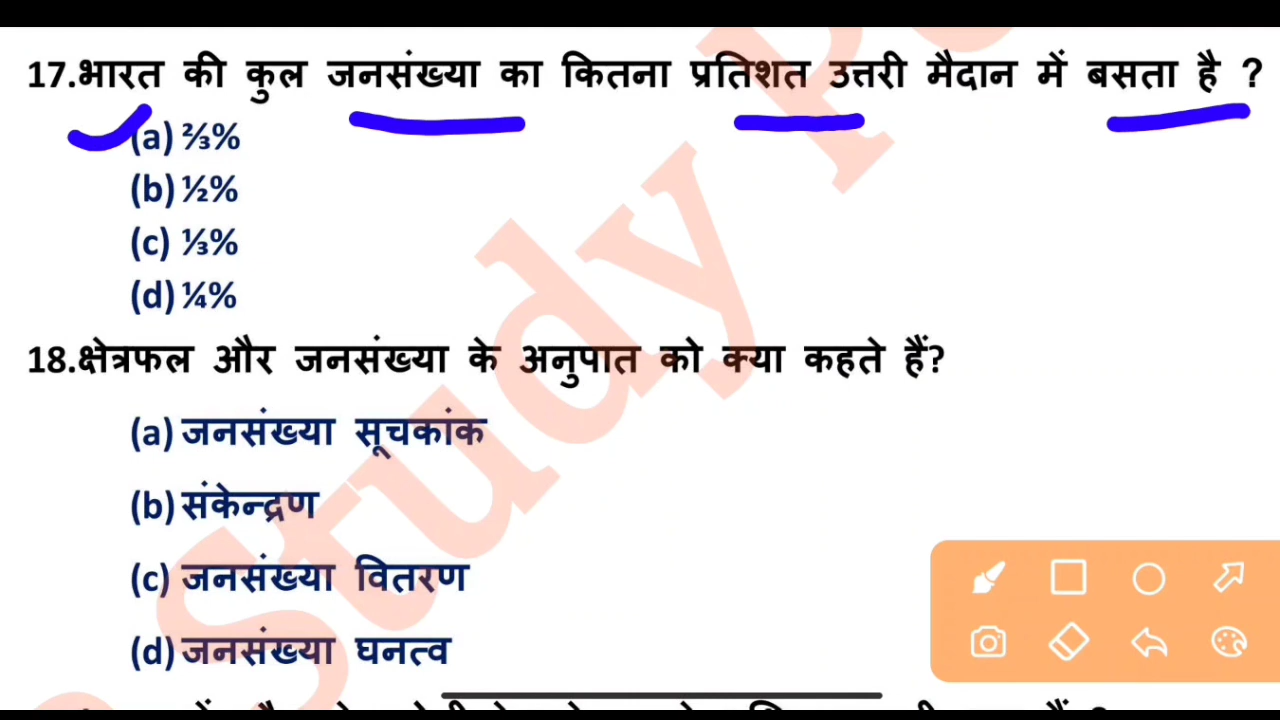 17.भारत की कुल जनसंख्या का कितना प्रतिशत उत्तरी मैदान में बसता है ?
(a) ⅔%
(b) ½%
(c) ⅓%
(d) ¼%
18.क्षेत्रफल और जनसंख्या के अनुपात को क्या कहते हैं?
(a) जनसंख्या सूचकांक
(b) संकेन्द्रण
(c) जनसंख्या वितरण
(d) जनसंख्या घनत्व
Study